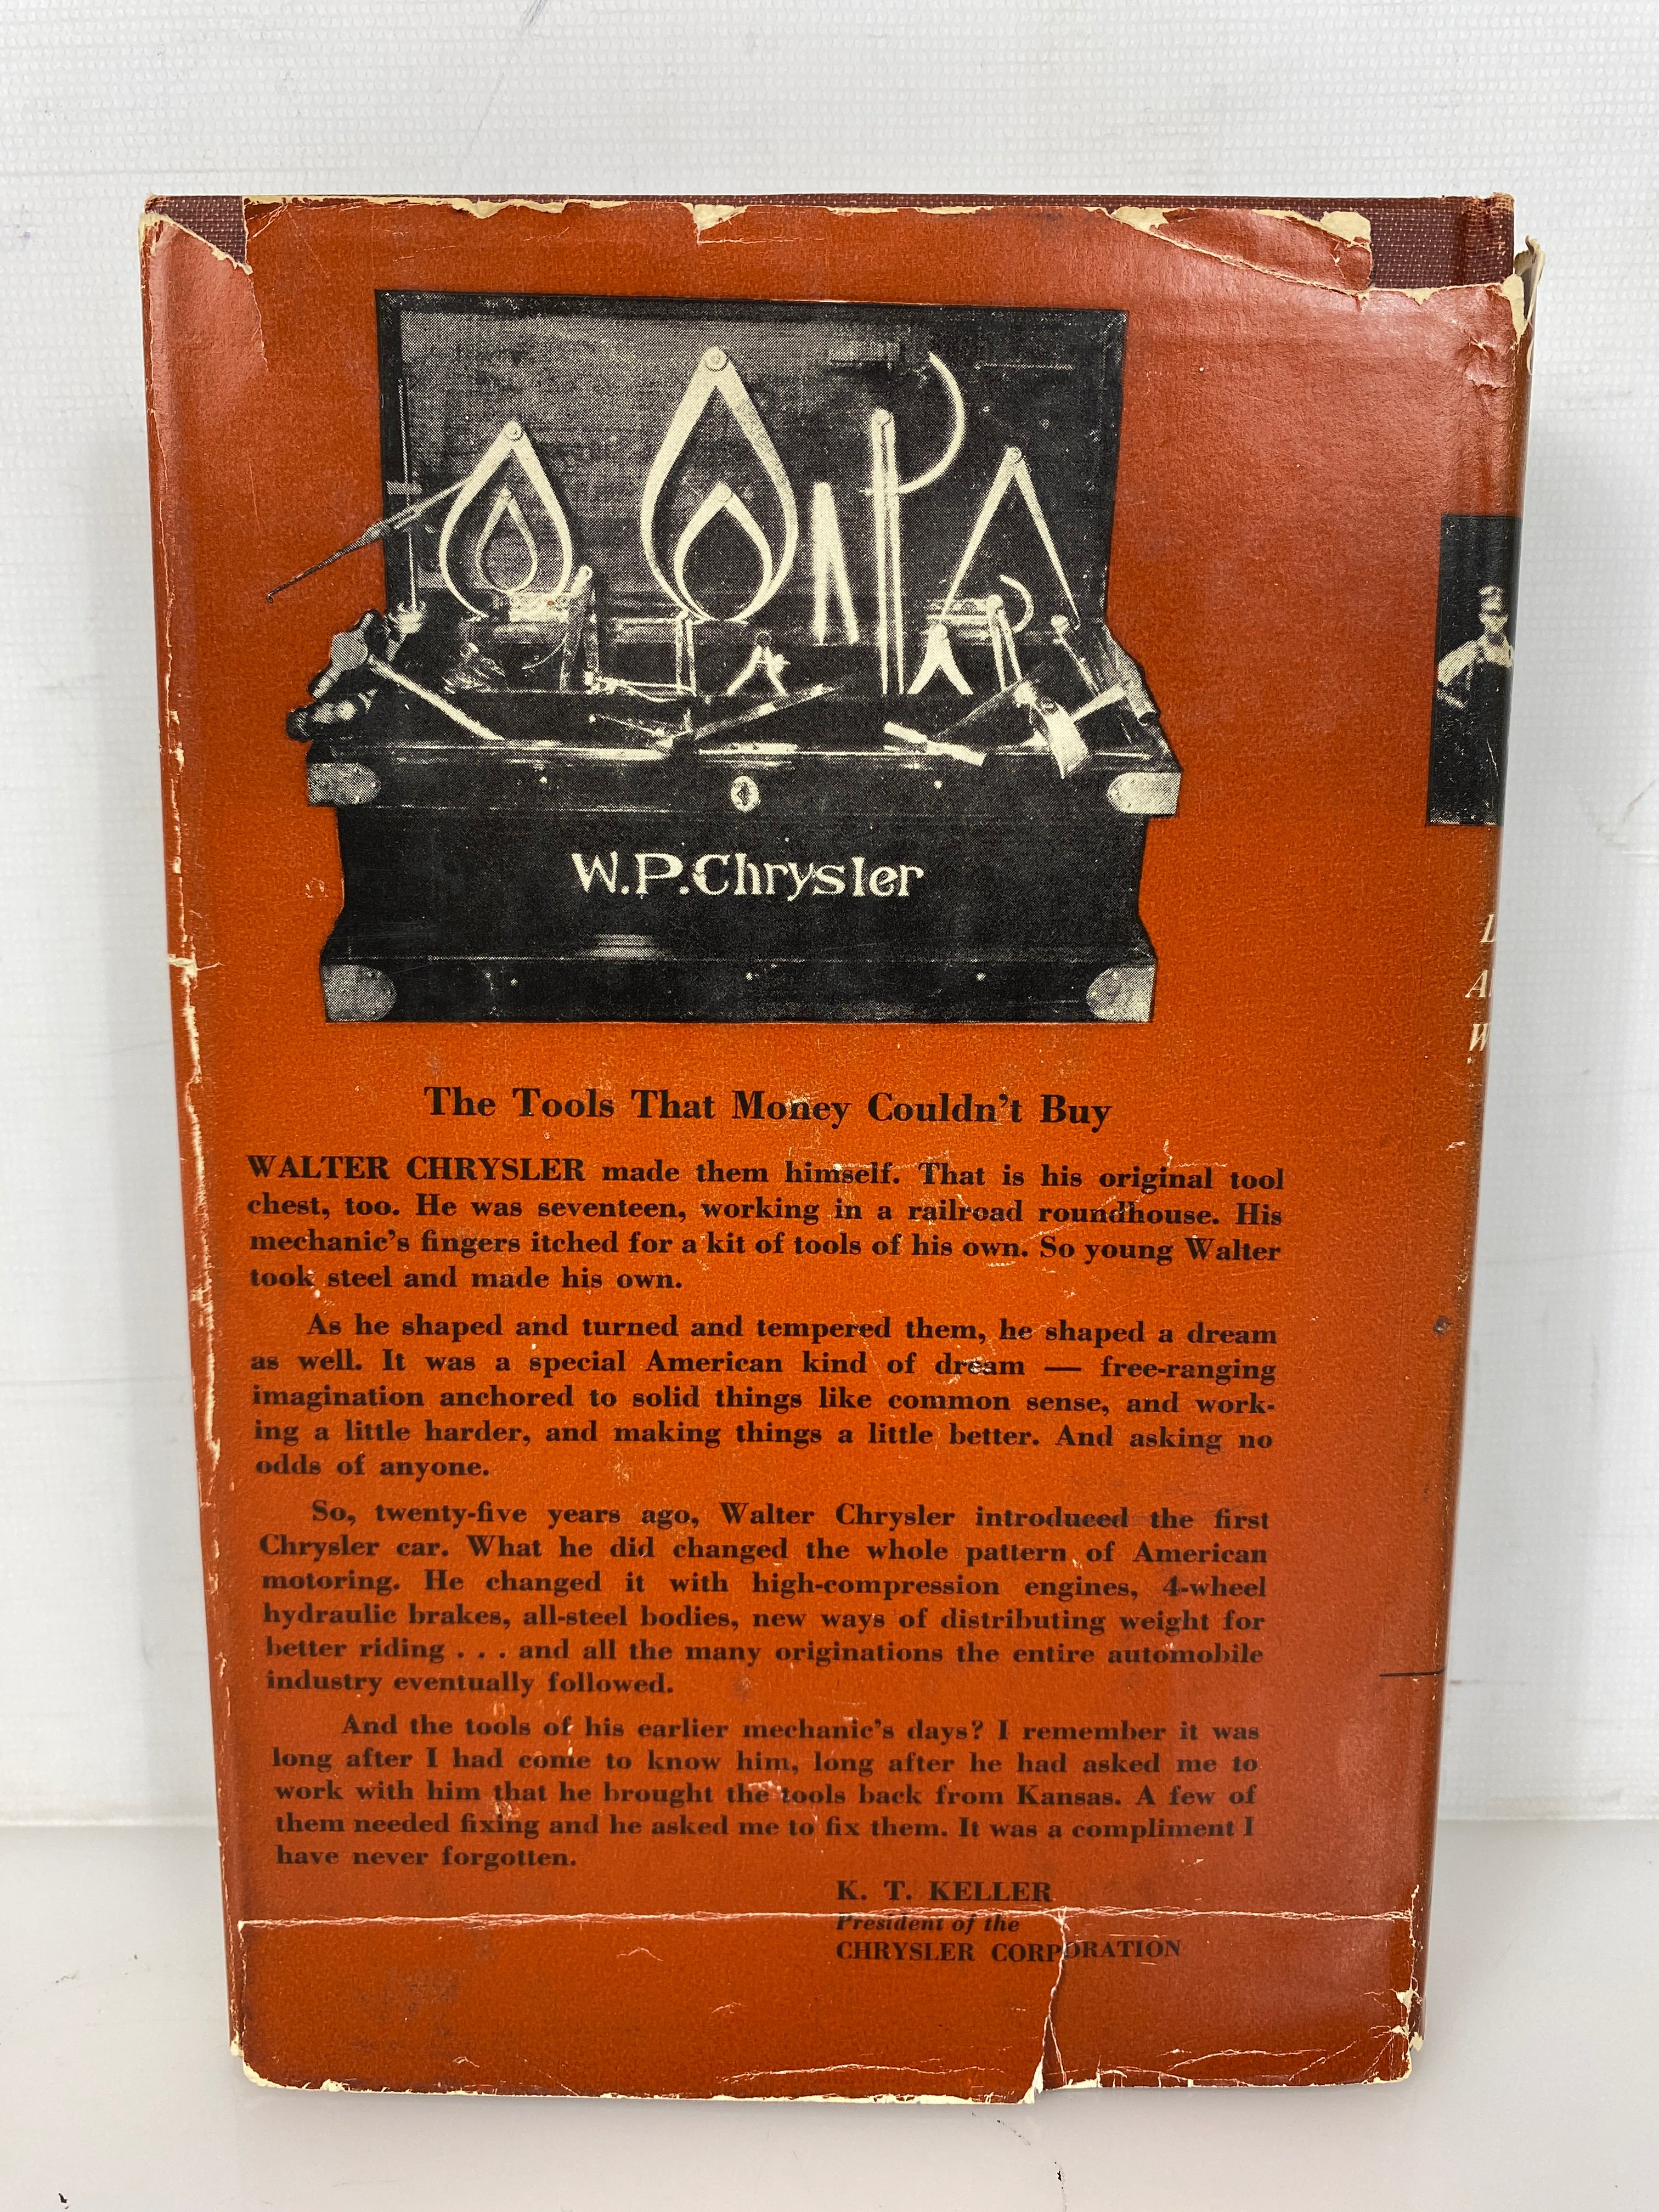 W.P.Chrysler
The Tools That Money Couldn't Buy
WALTER CHRYSLER made them himself. That is his original tool
chest, too. He was seventeen, working in a railroad roundhouse. His
mechanic's fingers itched for a kit of tools of his own. So young Walter
took steel and made his own.
As he shaped and turned and tempered them, he shaped a dream
as well. It was a special American kind of dream — free-ranging
imagination anchored to solid things like common sense, and work-
ing a little harder, and making things a little better. And asking no
odds of anyone.
So, twenty-five years ago, Walter Chrysler introduced the first
Chrysler car. What he did changed the whole pattern of American
motoring. He changed it with high-compression engines, 4-wheel
hydraulic brakes, all-steel bodies, new ways of distributing weight for
better riding . . . and all the many originations the entire automobile
industry eventually followed.
And the tools of his earlier mechanic's days? I remember it was
long after I had come to know him, long after he had asked me to
work with him that he brought the tools back from Kansas. A few of
them needed fixing and he asked me to fix them. It was a compliment I
have never forgotten.
K. T. KELLER
President of the
CHRYSLER CORPORATION